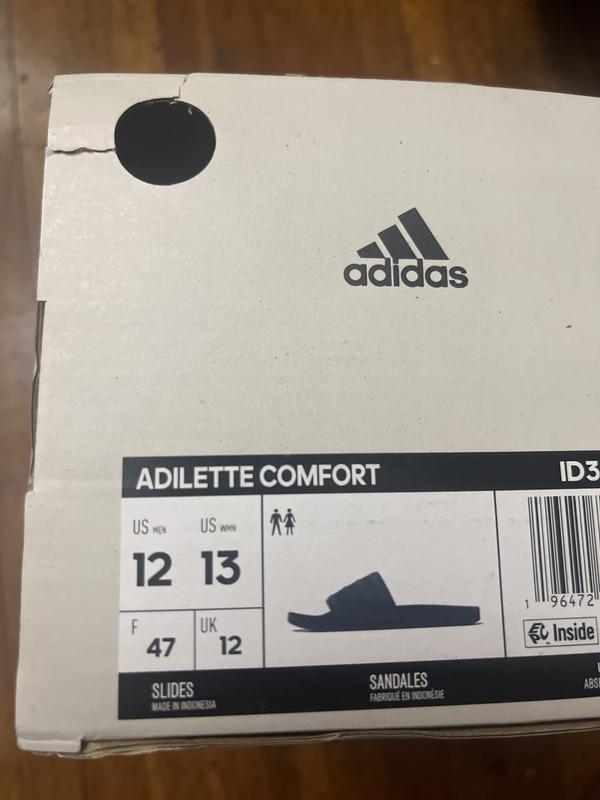 adidas
ADILETTE COMFORT ID3
US MEN US WMN
12 13
F 47 UK 12
1 96472
Inside
SLIDES
MADE IN INDONESIA
SANDALES
FABRIQUÉ EN INDONÉSIE